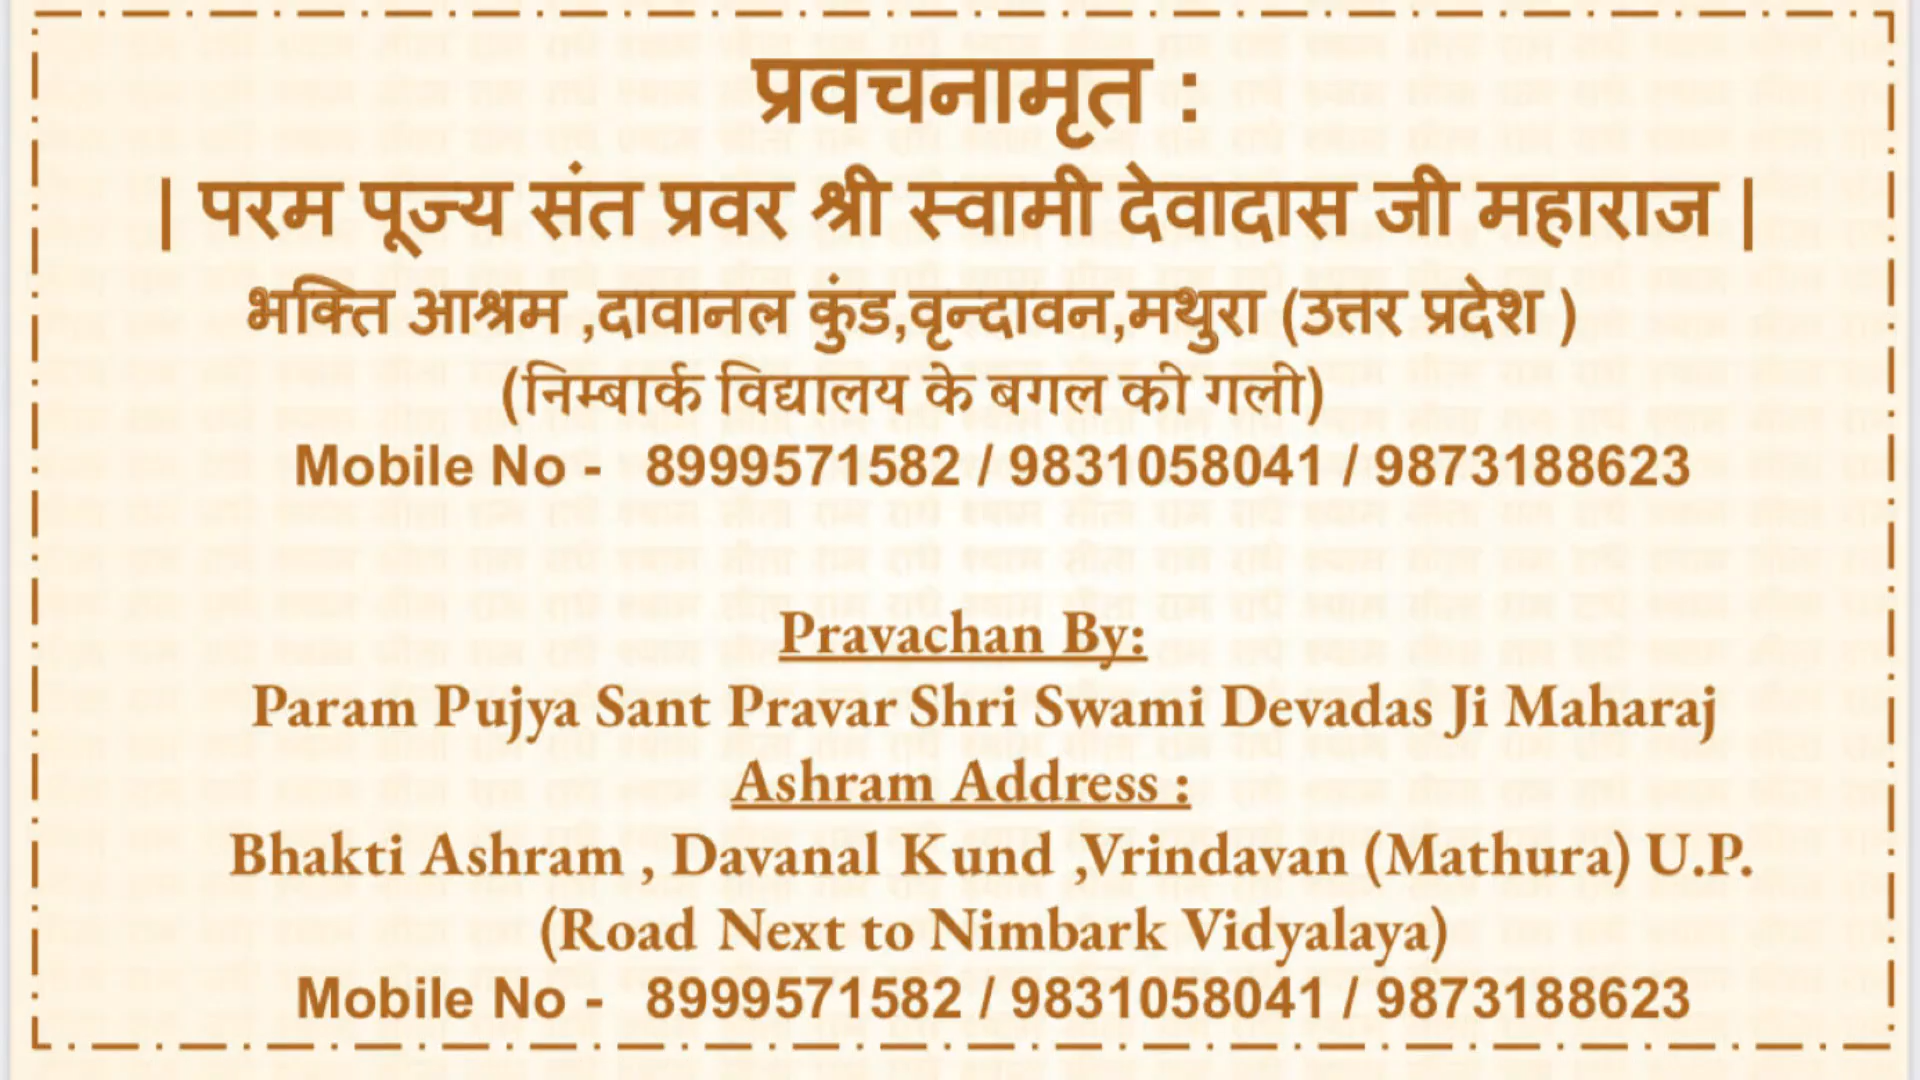 प्रवचनामृत :
| परम पूज्य संत प्रवर श्री स्वामी देवादास जी महाराज |
भक्ति आश्रम ,दावानल कुंड,वृन्दावन,मथुरा (उत्तर प्रदेश )
(निम्बार्क विद्यालय के बगल की गली)
Mobile No - 8999571582 / 9831058041 / 9873188623
Pravachan By:
Param Pujya Sant Pravar Shri Swami Devadas Ji Maharaj
Ashram Address :
Bhakti Ashram , Davanal Kund ,Vrindavan (Mathura) U.P.
(Road Next to Nimbark Vidyalaya)
Mobile No - 8999571582 / 9831058041 / 9873188623